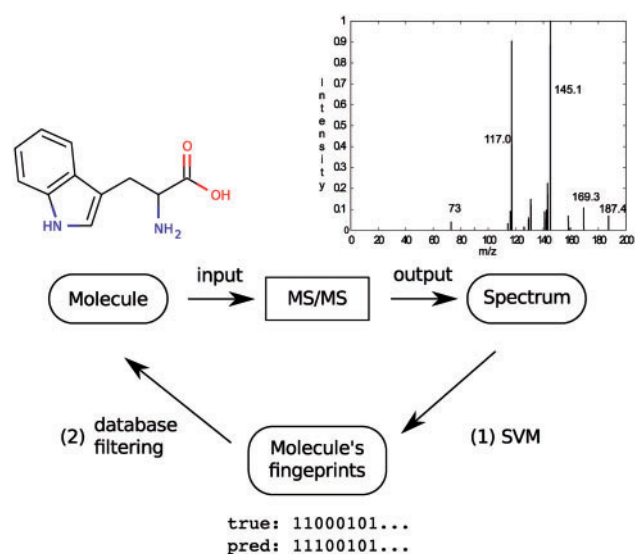 1
0.9
0.8
0.7
0.6
0.5
0.4
0.3
0.2
0.1
0
Intensity
145.1
117.0
73
169.3
187.4
0 20 40 60 80 100 120 140 160 180 200
m/z
O
OH
HN
NH2
Molecule
input
MS/MS
output
Spectrum
(2) database
filtering
Molecule's
fingeprints
(1) SVM
true: 11000101...
pred: 11100101...